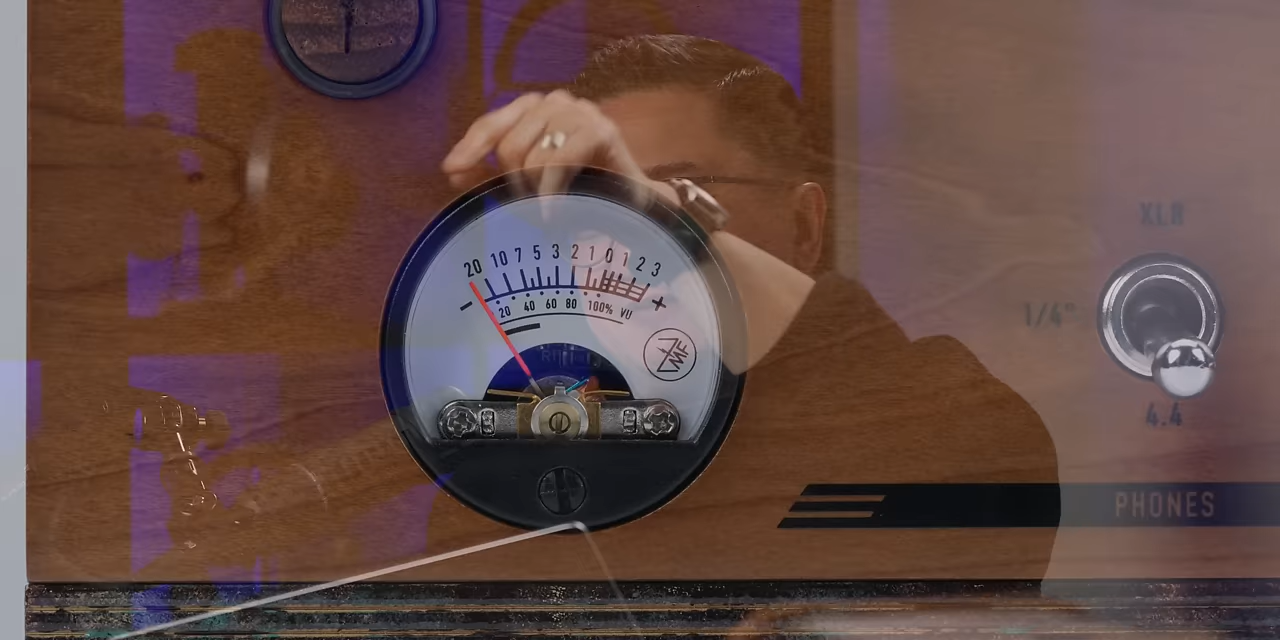 20 10 7 5 3 2 1 0 1 2 3
− +
20 40 60 80 100% VU
XLR
1/4"
4.4
PHONES